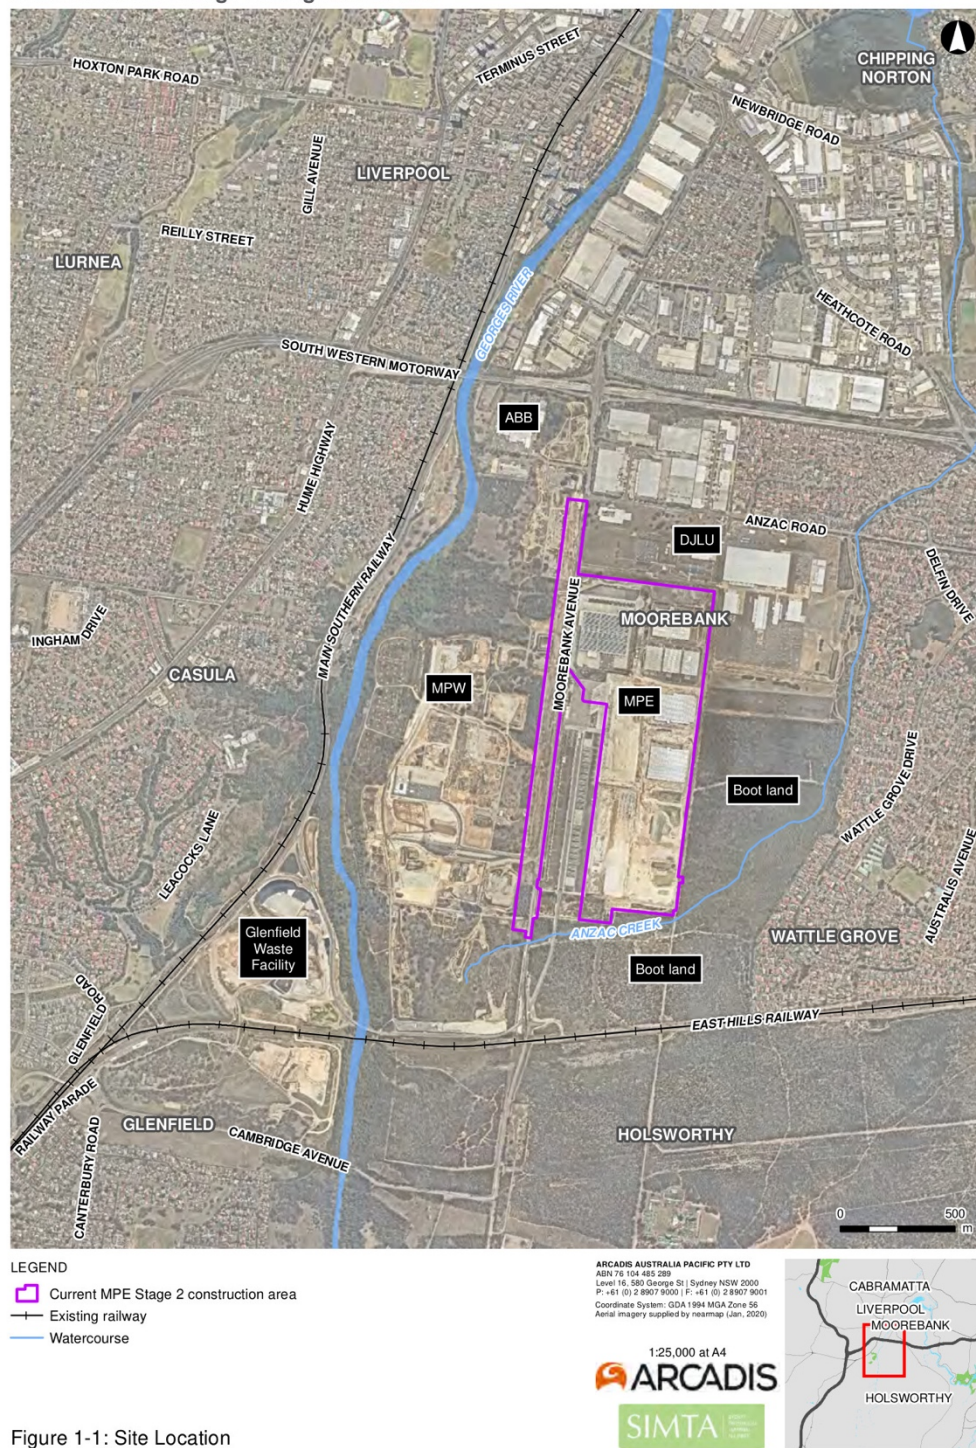 HOXTON PARK ROAD
TERMINUS STREET
CHIPPING
NORTON
NEWBRIDGE ROAD
GILL AVENUE
LIVERPOOL
REILLY STREET
LURNEA
GEORGES RIVER
HEATHCOTE ROAD
SOUTH WESTERN MOTORWAY
ABB
HUME HIGHWAY
ANZAC ROAD
DJLU
DELFIN DRIVE
MAIN SOUTHERN RAILWAY
MOOREBANK AVENUE
MOOREBANK
INGHAM DRIVE
CASULA
MPW
MPE
Boot land
WATTLE GROVE DRIVE
LEACOCKS LANE
AUSTRALIS AVENUE
Glenfield
Waste
Facility
ANZAC CREEK
WATTLE GROVE
Boot land
GLENFIELD
ROAD
EAST HILLS RAILWAY
RAILWAY PARADE
GLENFIELD
CAMBRIDGE AVENUE
HOLSWORTHY
CANTERBURY ROAD
0 500
m
LEGEND
Current MPE Stage 2 construction area
Existing railway
Watercourse
ARCADIS AUSTRALIA PACIFIC PTY LTD
ABN 76 104 485 289
Level 16, 580 George St | Sydney NSW 2000
P: +61 (0) 2 8907 9000 | F: +61 (0) 2 8907 9001
Coordinate System: GDA 1994 MGA Zone 56
Aerial imagery supplied by nearmap (Jan, 2020)
1:25,000 at A4
ARCADIS
SIMTA
CABRAMATTA
LIVERPOOL
MOOREBANK
HOLSWORTHY
Figure 1-1: Site Location